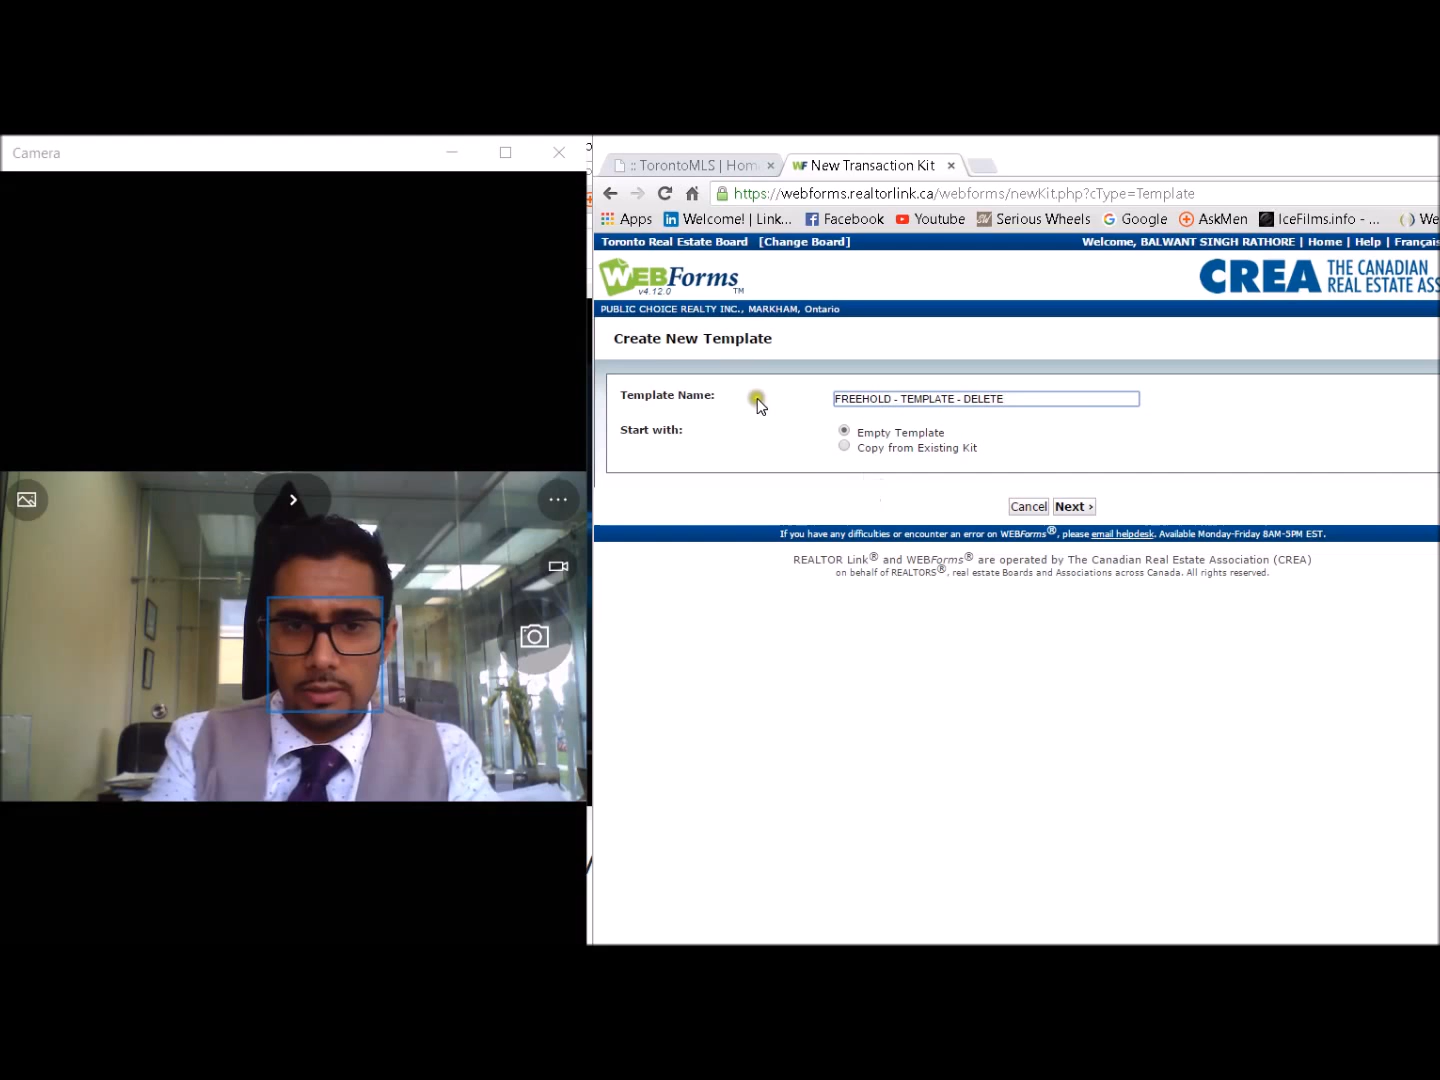 Camera
:: TorontoMLS | Hom
WF New Transaction Kit
https://webforms.realtorlink.ca/webforms/newKit.php?cType=Template
Apps Welcome! | Link... Facebook Youtube Serious Wheels Google AskMen IceFilms.info - ... We
Toronto Real Estate Board [Change Board]
Welcome, BALWANT SINGH RATHORE | Home | Help | Français
WEBForms TM
v4.12.0
CREA THE CANADIAN
REAL ESTATE ASS
PUBLIC CHOICE REALTY INC., MARKHAM, Ontario
Create New Template
Template Name: FREEHOLD - TEMPLATE - DELETE
Start with: Empty Template
Copy from Existing Kit
Cancel Next ›
If you have any difficulties or encounter an error on WEBForms®, please email helpdesk. Available Monday-Friday 8AM-5PM EST.
REALTOR Link® and WEBForms® are operated by The Canadian Real Estate Association (CREA)
on behalf of REALTORS®, real estate Boards and Associations across Canada. All rights reserved.